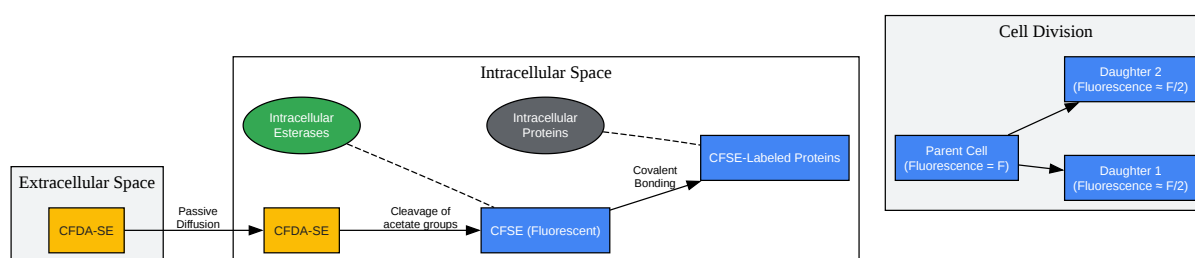 Extracellular Space
CFDA-SE
Passive
Diffusion
Intracellular Space
Intracellular
Esterases
Intracellular
Proteins
CFDA-SE
Cleavage of
acetate groups
CFSE (Fluorescent)
Covalent
Bonding
CFSE-Labeled Proteins
Cell Division
Parent Cell
(Fluorescence = F)
Daughter 2
(Fluorescence ≈ F/2)
Daughter 1
(Fluorescence ≈ F/2)